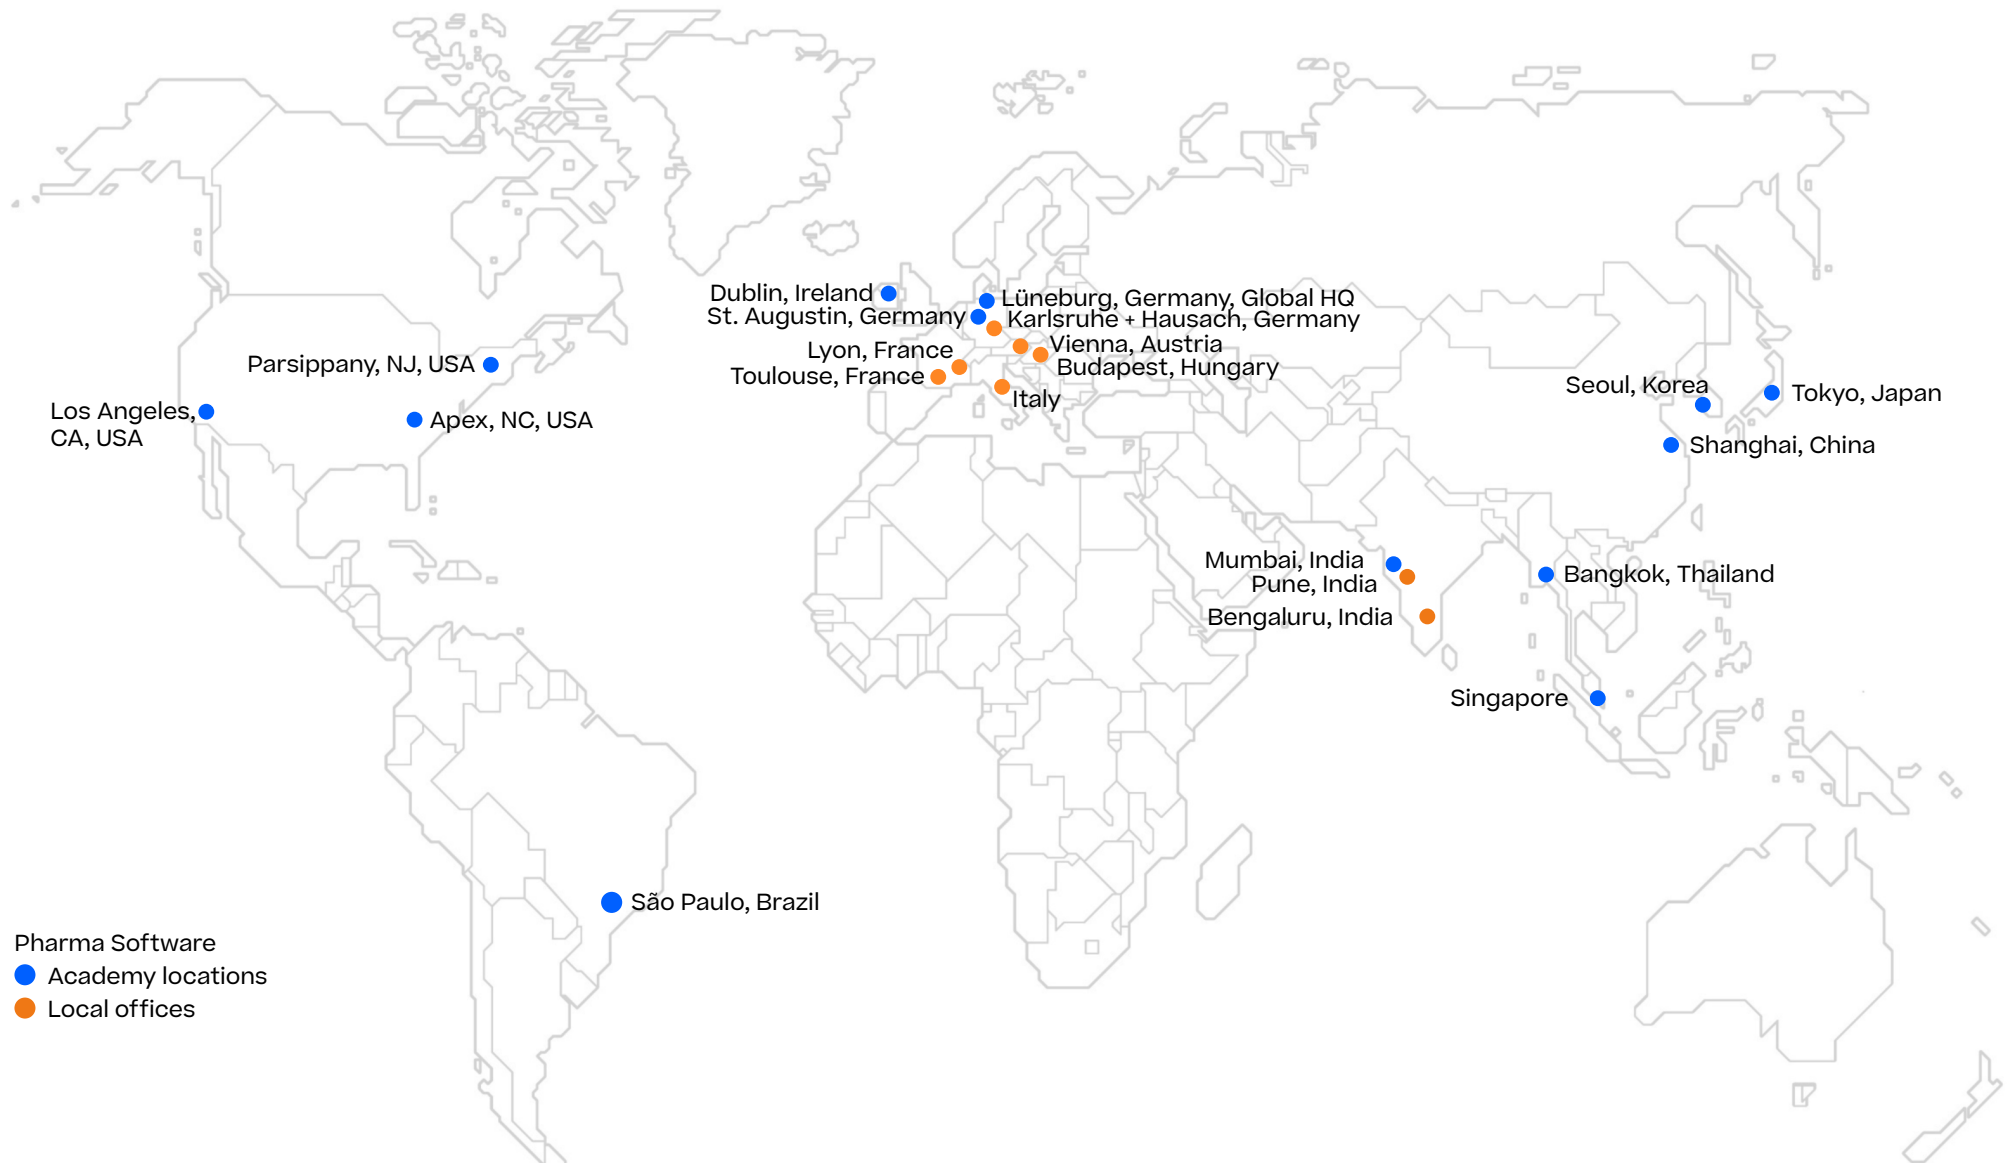 Dublin, Ireland
Lüneburg, Germany, Global HQ
St. Augustin, Germany
Karlsruhe + Hausach, Germany
Lyon, France
Vienna, Austria
Parsippany, NJ, USA
Budapest, Hungary
Toulouse, France
Italy
Seoul, Korea
Tokyo, Japan
Los Angeles,
CA, USA
Apex, NC, USA
Shanghai, China
Mumbai, India
Pune, India
Bangkok, Thailand
Bengaluru, India
Singapore
São Paulo, Brazil
Pharma Software
Academy locations
Local offices